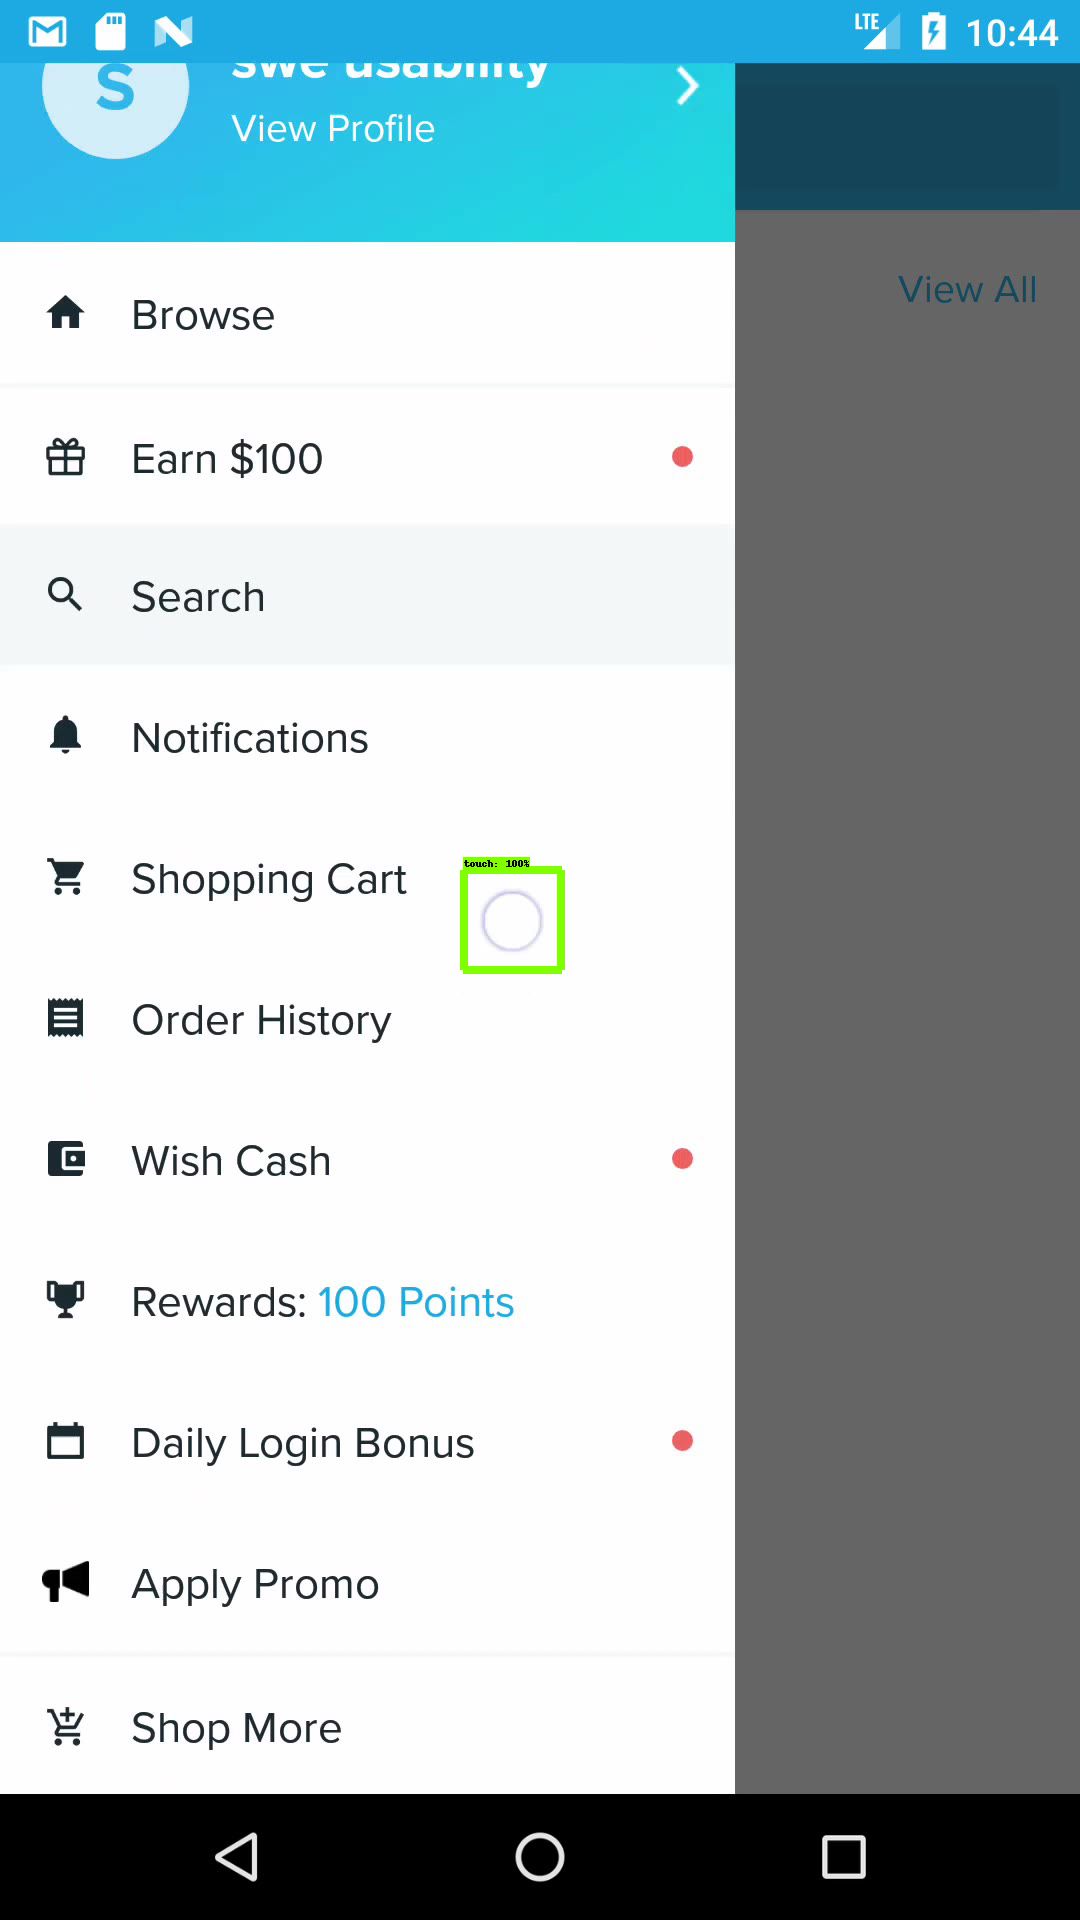 LTE 10:44
S
swe usability
View Profile
View All
Browse
Earn $100
Search
Notifications
touch: 100%
Shopping Cart
Order History
Wish Cash
Rewards: 100 Points
Daily Login Bonus
Apply Promo
Shop More